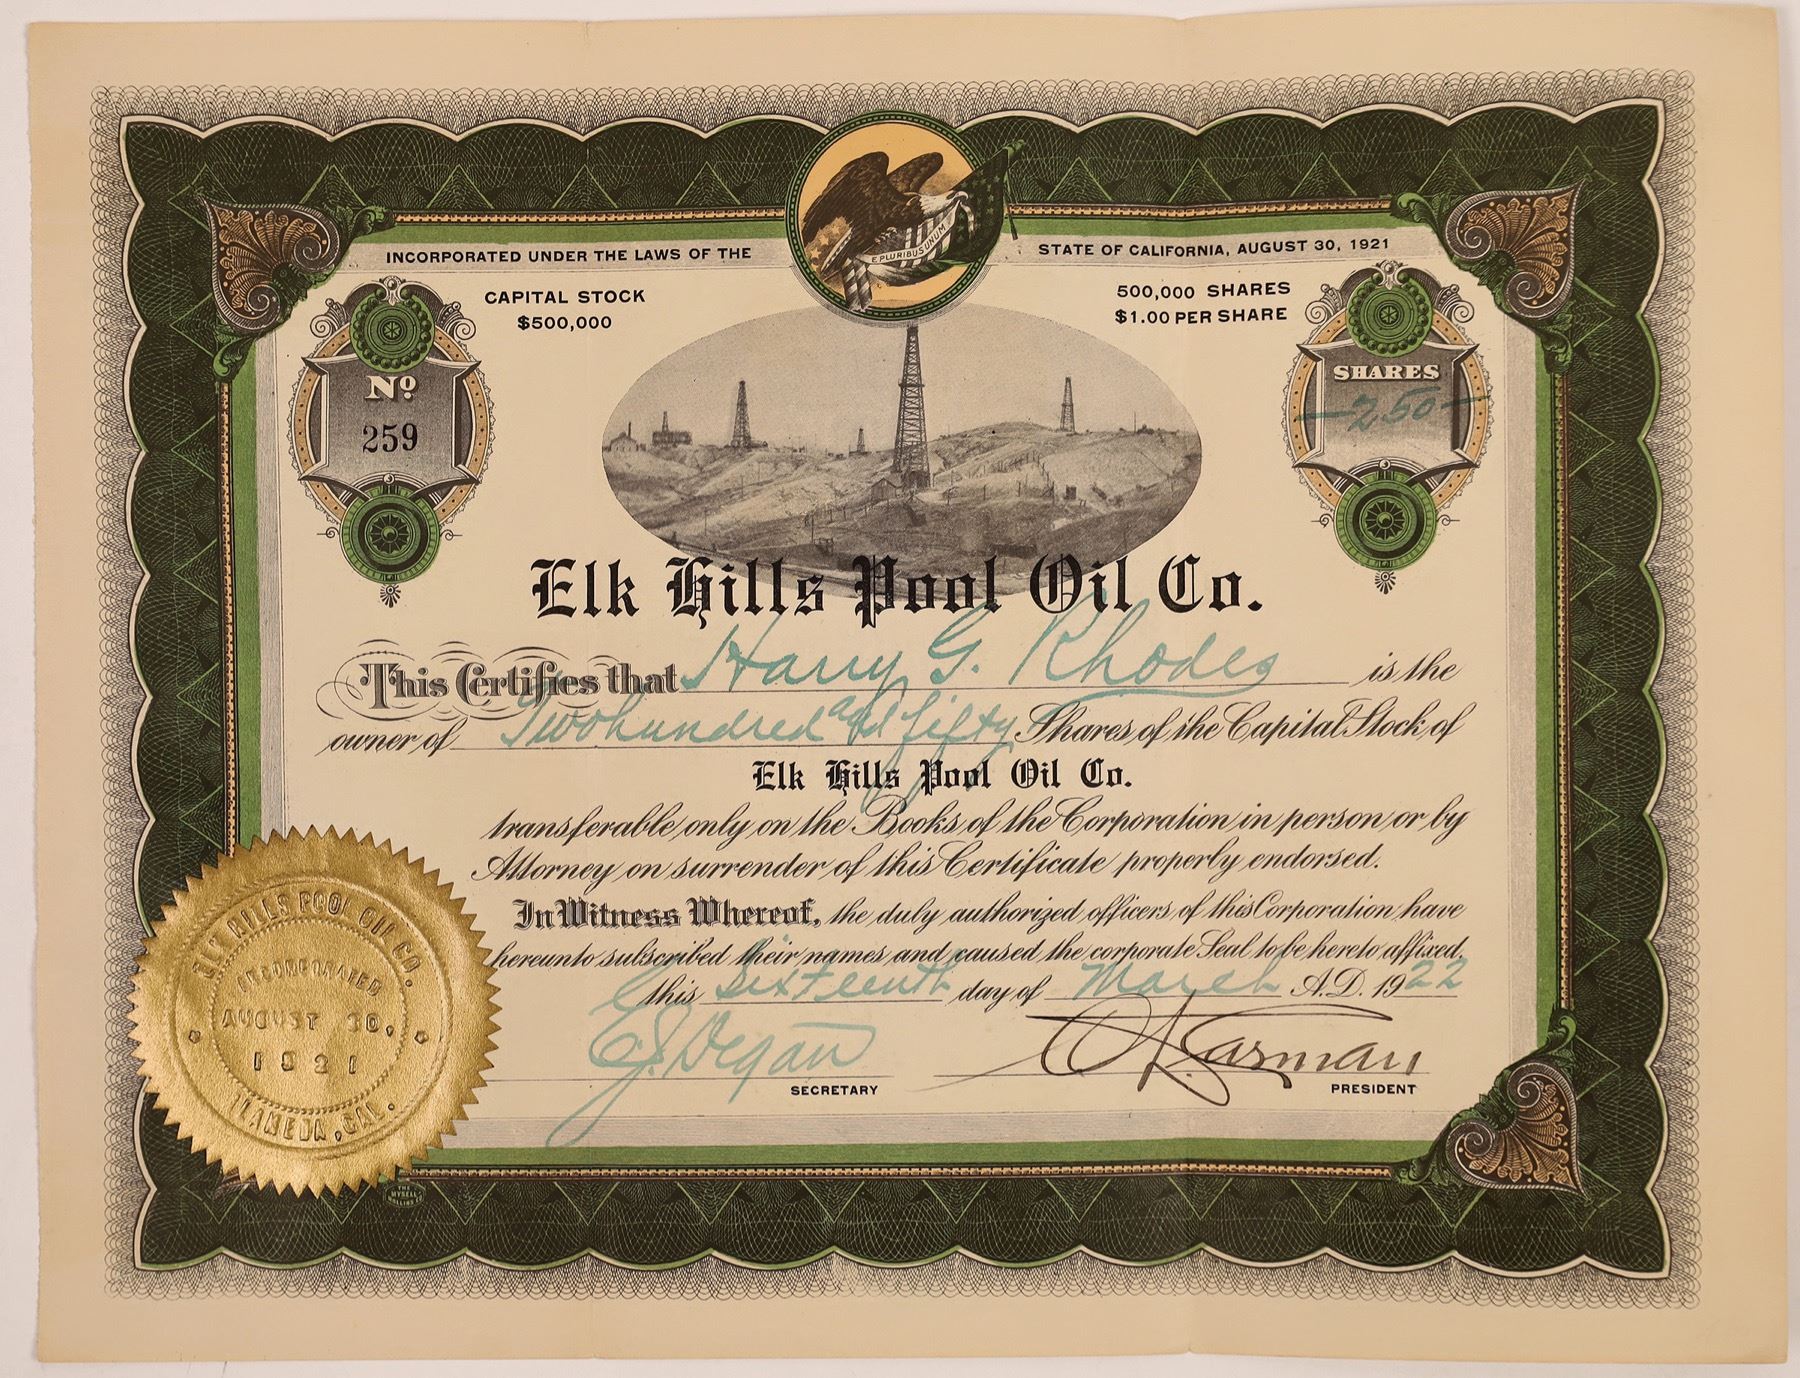 INCORPORATED UNDER THE LAWS OF THE STATE OF CALIFORNIA, AUGUST 30, 1921
E PLURIBUS UNUM
CAPITAL STOCK
$500,000
500,000 SHARES
$1.00 PER SHARE
No
259
SHARES
250
Elk Hills Pool Oil Co.
This Certifies that Harry G. Rhodes is the
owner of Two hundred and fifty Shares of the Capital Stock of
Elk Hills Pool Oil Co.
transferable only on the Books of the Corporation in person or by
Attorney on surrender of this Certificate properly endorsed.
In Witness Whereof, the duly authorized officers of this Corporation have
hereunto subscribed their names and caused the corporate Seal to be hereto affixed.
this Sixteenth day of March A.D. 1922
SECRETARY
PRESIDENT
ELK HILLS POOL OIL CO.
INCORPORATED
AUGUST 30,
1921
ALAMEDA, CAL.